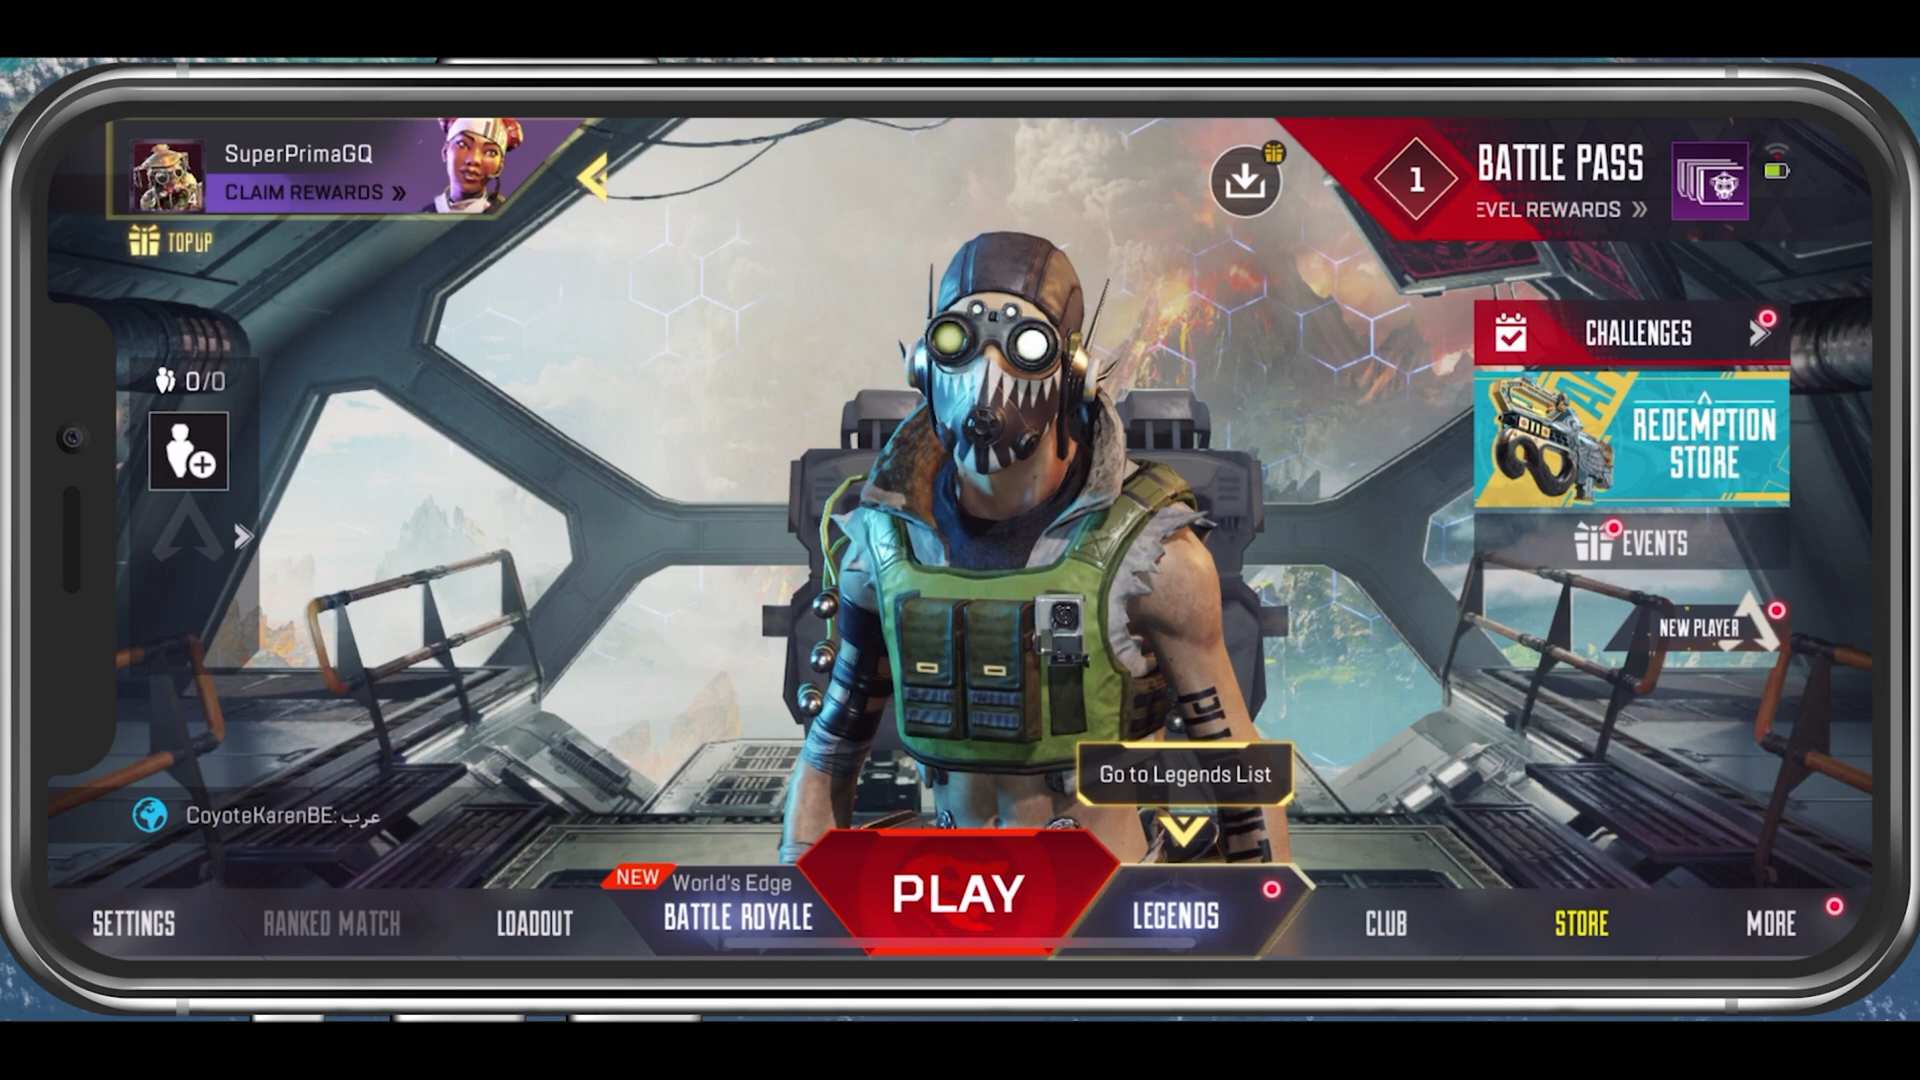 SuperPrimaGQ
CLAIM REWARDS »
4
TOPUP
1
BATTLE PASS
EVEL REWARDS »
0/0
CHALLENGES
REDEMPTION
STORE
EVENTS
NEW PLAYER
Go to Legends List
CoyoteKarenBE: عرب
NEW World's Edge
BATTLE ROYALE
PLAY
LEGENDS
SETTINGS
RANKED MATCH
LOADOUT
CLUB
STORE
MORE